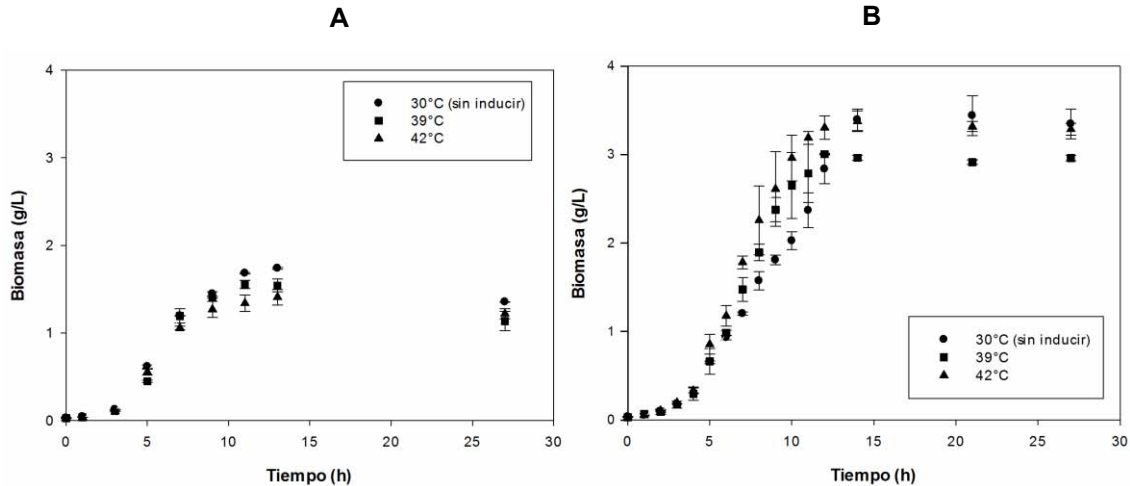 A
B
4
3
2
1
0
Biomasa (g/L)
30°C (sin inducir)
39°C
42°C
0 5 10 15 20 25 30
Tiempo (h)
4
3
2
1
0
Biomasa (g/L)
30°C (sin inducir)
39°C
42°C
0 5 10 15 20 25 30
Tiempo (h)